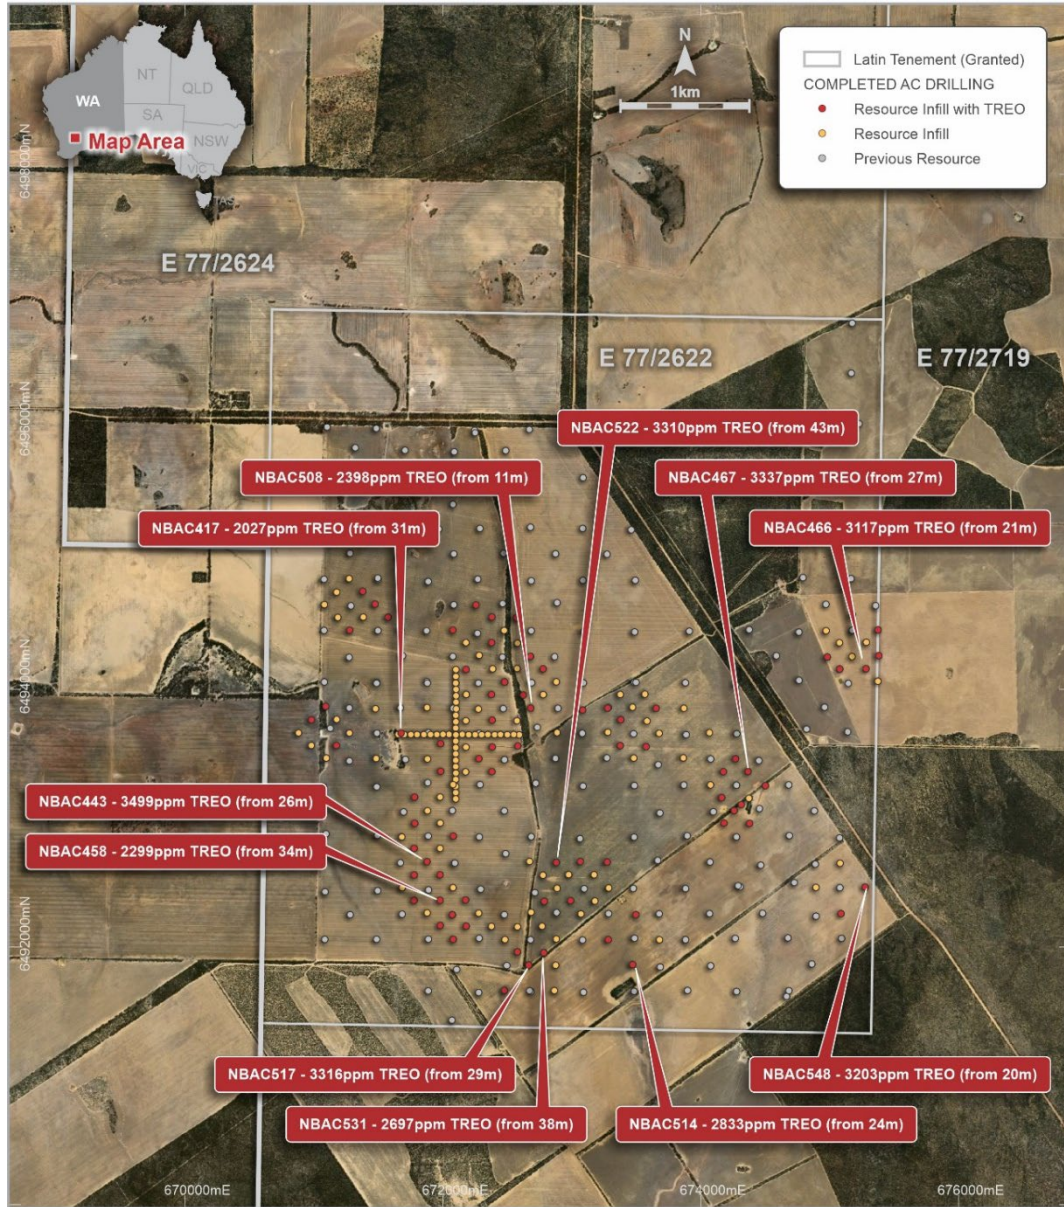 NT
QLD
WA
SA
NSW
VIC
TAS
Map Area
N
1km
Latin Tenement (Granted)
COMPLETED AC DRILLING
Resource Infill with TREO
Resource Infill
Previous Resource
6498000mN
E 77/2624
E 77/2622
E 77/2719
6496000mN
NBAC522 - 3310ppm TREO (from 43m)
NBAC508 - 2398ppm TREO (from 11m)
NBAC467 - 3337ppm TREO (from 27m)
NBAC417 - 2027ppm TREO (from 31m)
NBAC466 - 3117ppm TREO (from 21m)
6494000mN
NBAC443 - 3499ppm TREO (from 26m)
NBAC458 - 2299ppm TREO (from 34m)
6492000mN
NBAC517 - 3316ppm TREO (from 29m)
NBAC548 - 3203ppm TREO (from 20m)
NBAC531 - 2697ppm TREO (from 38m)
NBAC514 - 2833ppm TREO (from 24m)
670000mE
672000mE
674000mE
676000mE